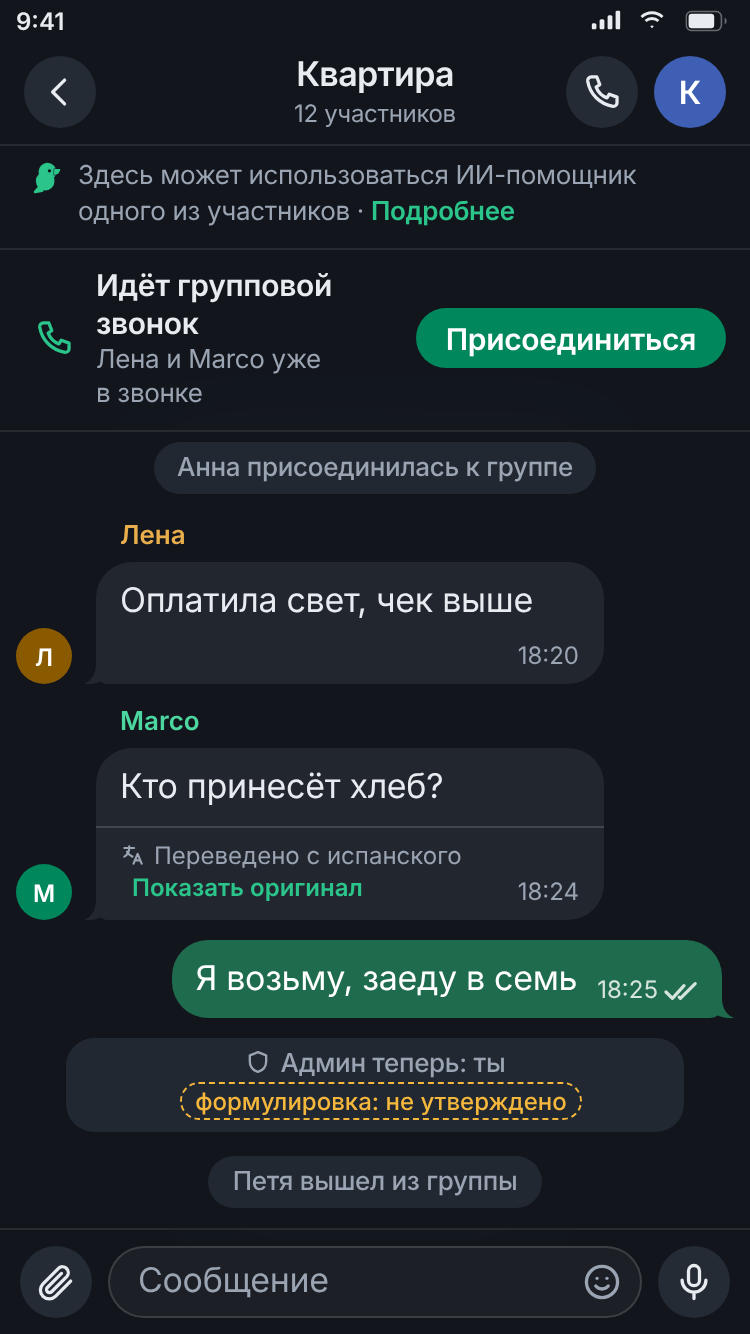 9:41
Квартира
12 участников
К
Здесь может использоваться ИИ-помощник
одного из участников · Подробнее
Идёт групповой
звонок
Лена и Marco уже
в звонке
Присоединиться
Анна присоединилась к группе
Лена
Оплатила свет, чек выше
18:20
Л
Marco
Кто принесёт хлеб?
Переведено с испанского
Показать оригинал
18:24
М
Я возьму, заеду в семь 18:25
Админ теперь: ты
формулировка: не утверждено
Петя вышел из группы
Сообщение